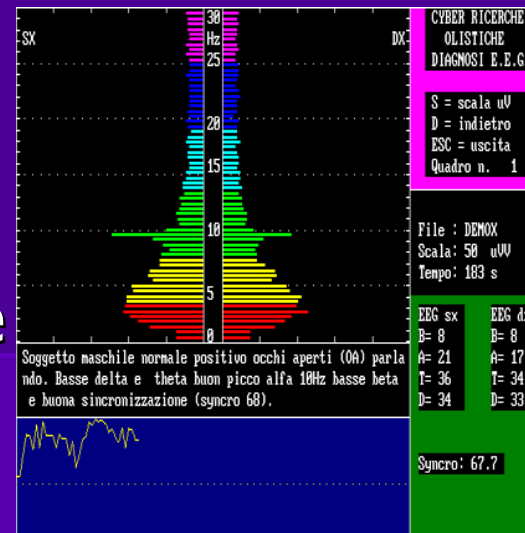 SX
DX
30
Hz
25
20
15
10
5
0
CYBER RICERCHE
OLISTICHE
DIAGNOSI E.E.G
S = scala uV
D = indietro
ESC = uscita
Quadro n. 1
File : DEMOX
Scala: 50 uVV
Tempo: 183 s
EEG sx
B= 8
A= 21
T= 36
D= 34
EEG d
B= 8
A= 17
T= 34
D= 33
Syncro: 67.7
Soggetto maschile normale positivo occhi aperti (OA) parla
ndo. Basse delta e theta buon picco alfa 10Hz basse beta
e buona sincronizzazione (syncro 68).
e